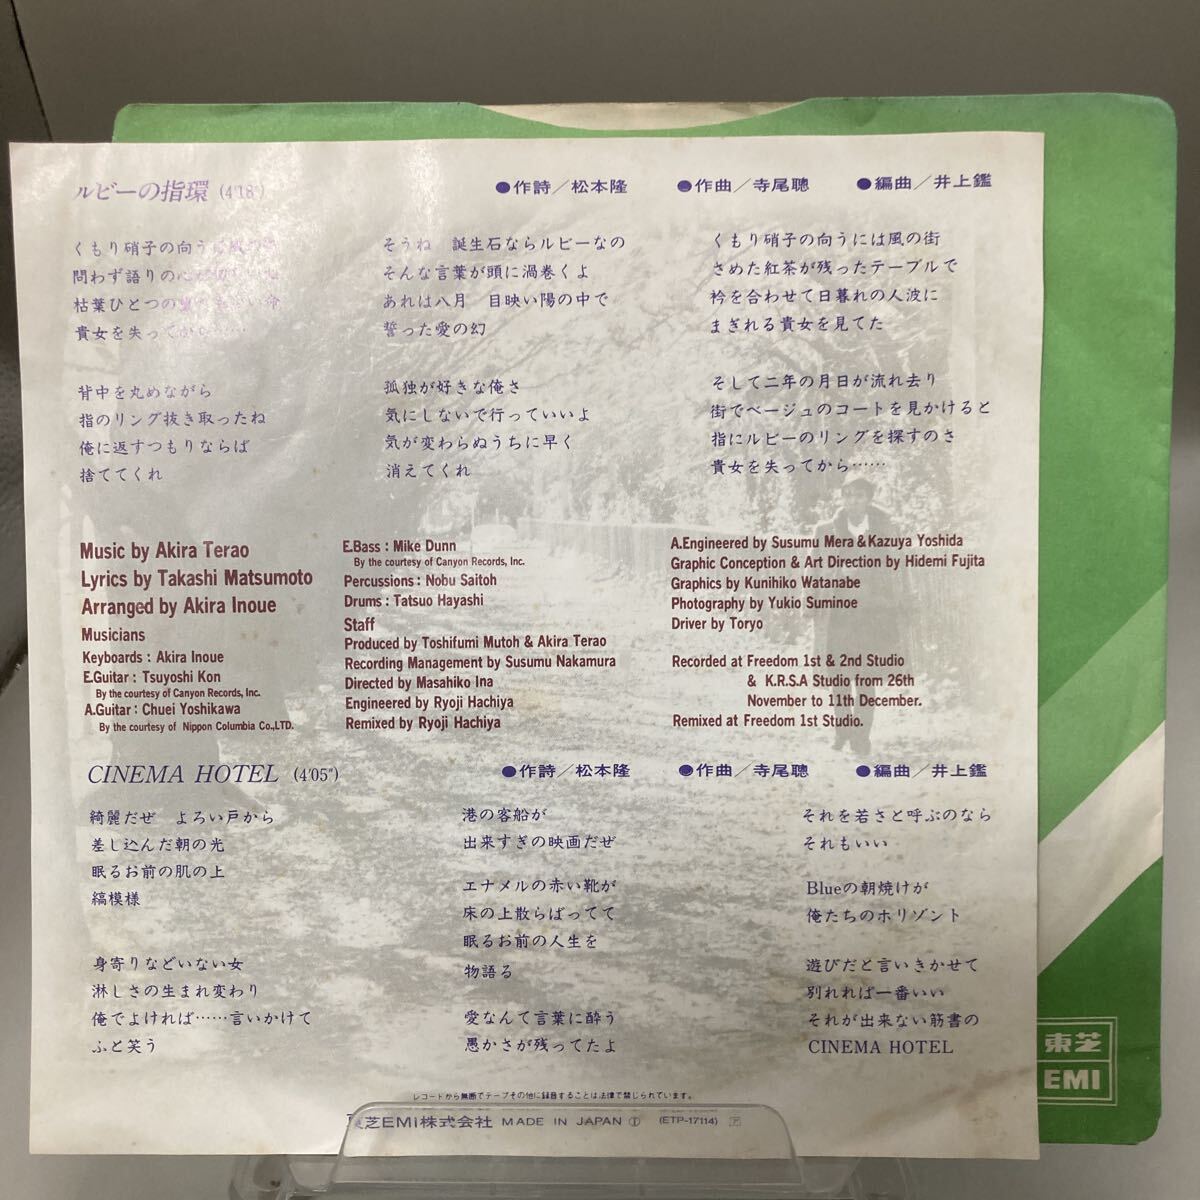 ルビーの指環 (4'18")
●作詩/松本隆 ●作曲/寺尾聰 ●編曲/井上鑑
くもり硝子の向うは風の
問わず語りの心
枯葉ひとつの 命
貴女を失ってから……
背中を丸めながら
指のリング抜き取ったね
俺に返すつもりならば
捨ててくれ
そうね 誕生石ならルビーなの
そんな言葉が頭に渦巻くよ
あれは八月 目映い陽の中で
誓った愛の幻
孤独が好きな俺さ
気にしないで行っていいよ
気が変わらぬうちに早く
消えてくれ
くもり硝子の向うには風の街
さめた紅茶が残ったテーブルで
衿を合わせて日暮れの人波に
まぎれる貴女を見てた
そして二年の月日が流れ去り
街でベージュのコートを見かけると
指にルビーのリングを探すのさ
貴女を失ってから……
Music by Akira Terao
Lyrics by Takashi Matsumoto
Arranged by Akira Inoue
Musicians
Keyboards : Akira Inoue
E.Guitar : Tsuyoshi Kon
By the courtesy of Canyon Records, Inc.
A.Guitar : Chuei Yoshikawa
By the courtesy of Nippon Columbia Co.,LTD.
E.Bass : Mike Dunn
By the courtesy of Canyon Records, Inc.
Percussions : Nobu Saitoh
Drums : Tatsuo Hayashi
Staff
Produced by Toshifumi Mutoh & Akira Terao
Recording Management by Susumu Nakamura
Directed by Masahiko Ina
Engineered by Ryoji Hachiya
Remixed by Ryoji Hachiya
A.Engineered by Susumu Mera & Kazuya Yoshida
Graphic Conception & Art Direction by Hidemi Fujita
Graphics by Kunihiko Watanabe
Photography by Yukio Suminoe
Driver by Toryo
Recorded at Freedom 1st & 2nd Studio
& K.R.S.A Studio from 26th
November to 11th December.
Remixed at Freedom 1st Studio.
CINEMA HOTEL (4'05")
●作詩/松本隆 ●作曲/寺尾聰 ●編曲/井上鑑
綺麗だぜ よろい戸から
差し込んだ朝の光
眠るお前の肌の上
縞模様
身寄りなどいない女
淋しさの生まれ変わり
俺でよければ……言いかけて
ふと笑う
港の客船が
出来すぎの映画だぜ
エナメルの赤い靴が
床の上散らばってて
眠るお前の人生を
物語る
愛なんて言葉に酔う
愚かさが残ってたよ
それを若さと呼ぶのなら
それもいい
Blueの朝焼けが
俺たちのホリゾント
遊びだと言いきかせて
別れれば一番いい
それが出来ない筋書の
CINEMA HOTEL
レコードから無断でテープその他に録音することは法律で禁じられています。
東芝EMI株式会社 MADE IN JAPAN Ⓣ (ETP-17114) ア
東芝
EMI